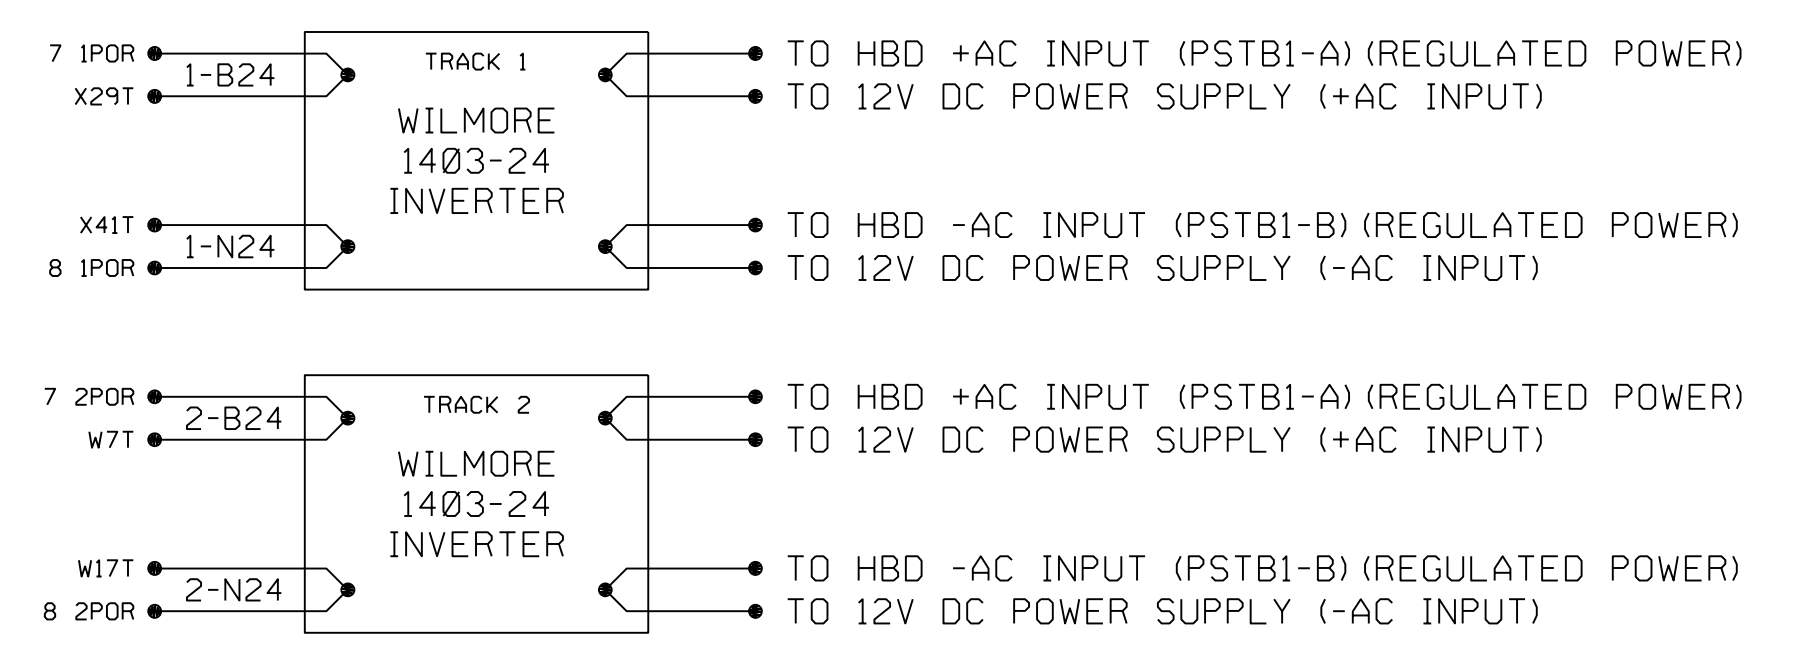 7 1POR
1-B24
X29T
TRACK 1
WILMORE
1403-24
INVERTER
X41T
1-N24
8 1POR
TO HBD +AC INPUT (PSTB1-A)(REGULATED POWER)
TO 12V DC POWER SUPPLY (+AC INPUT)
TO HBD -AC INPUT (PSTB1-B)(REGULATED POWER)
TO 12V DC POWER SUPPLY (-AC INPUT)
7 2POR
2-B24
W7T
TRACK 2
WILMORE
1403-24
INVERTER
W17T
2-N24
8 2POR
TO HBD +AC INPUT (PSTB1-A)(REGULATED POWER)
TO 12V DC POWER SUPPLY (+AC INPUT)
TO HBD -AC INPUT (PSTB1-B)(REGULATED POWER)
TO 12V DC POWER SUPPLY (-AC INPUT)